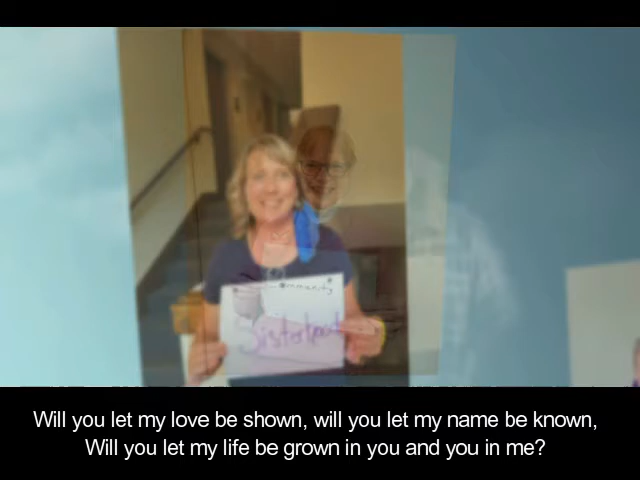 Community
Sisterhood
Will you let my love be shown, will you let my name be known,
Will you let my life be grown in you and you in me?